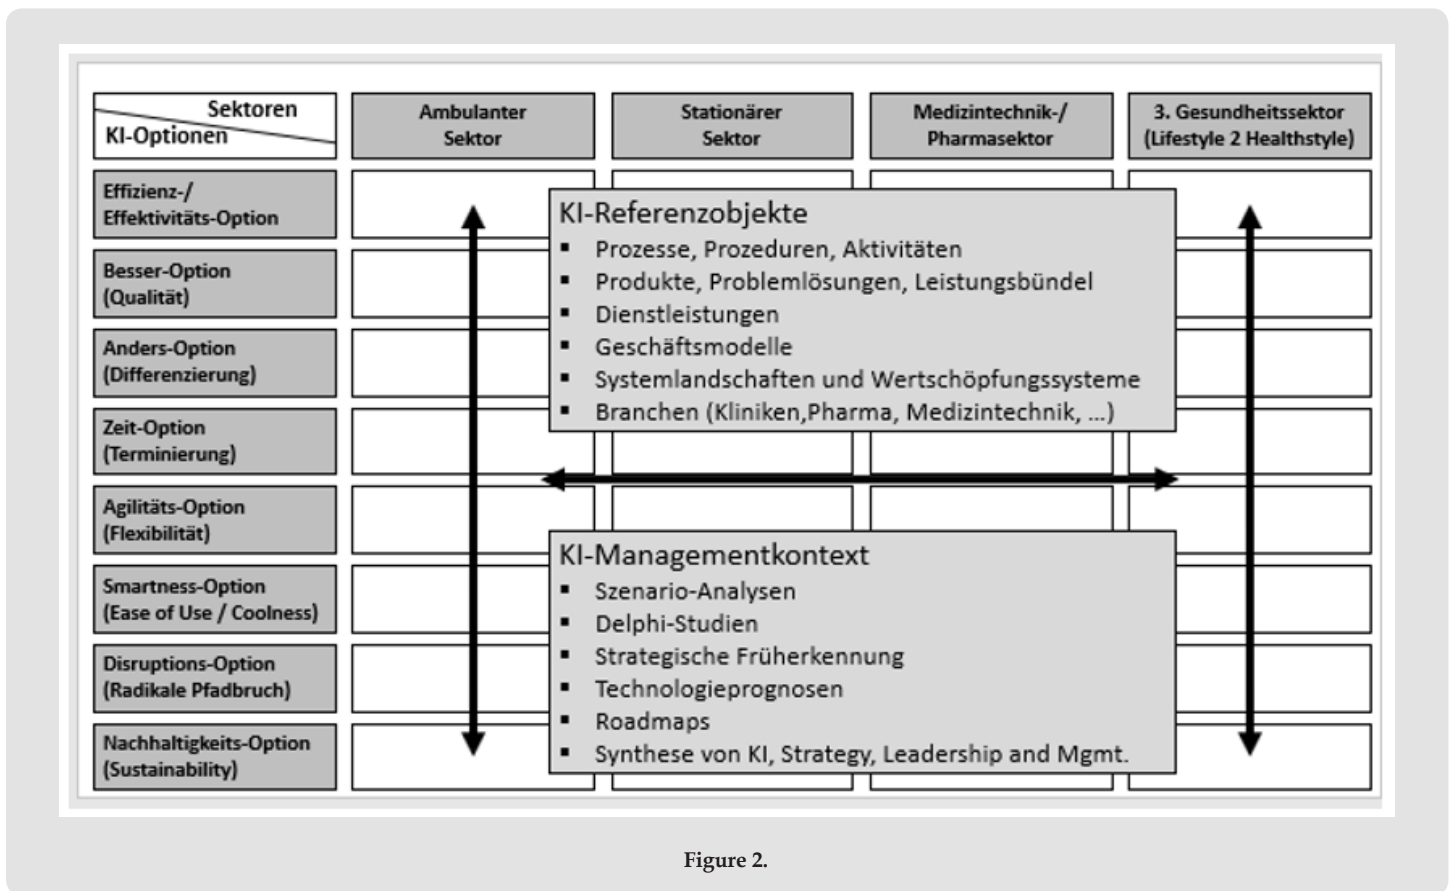 Sektoren
KI-Optionen
Ambulanter
Sektor
Stationärer
Sektor
Medizintechnik-/
Pharmasektor
3. Gesundheitssektor
(Lifestyle 2 Healthstyle)
Effizienz-/
Effektivitäts-Option
Besser-Option
(Qualität)
Anders-Option
(Differenzierung)
Zeit-Option
(Terminierung)
Agilitäts-Option
(Flexibilität)
Smartness-Option
(Ease of Use / Coolness)
Disruptions-Option
(Radikale Pfadbruch)
Nachhaltigkeits-Option
(Sustainability)
KI-Referenzobjekte
▪ Prozesse, Prozeduren, Aktivitäten
▪ Produkte, Problemlösungen, Leistungsbündel
▪ Dienstleistungen
▪ Geschäftsmodelle
▪ Systemlandschaften und Wertschöpfungssysteme
▪ Branchen (Kliniken,Pharma, Medizintechnik, ...)
KI-Managementkontext
▪ Szenario-Analysen
▪ Delphi-Studien
▪ Strategische Früherkennung
▪ Technologieprognosen
▪ Roadmaps
▪ Synthese von KI, Strategy, Leadership and Mgmt.
Figure 2.